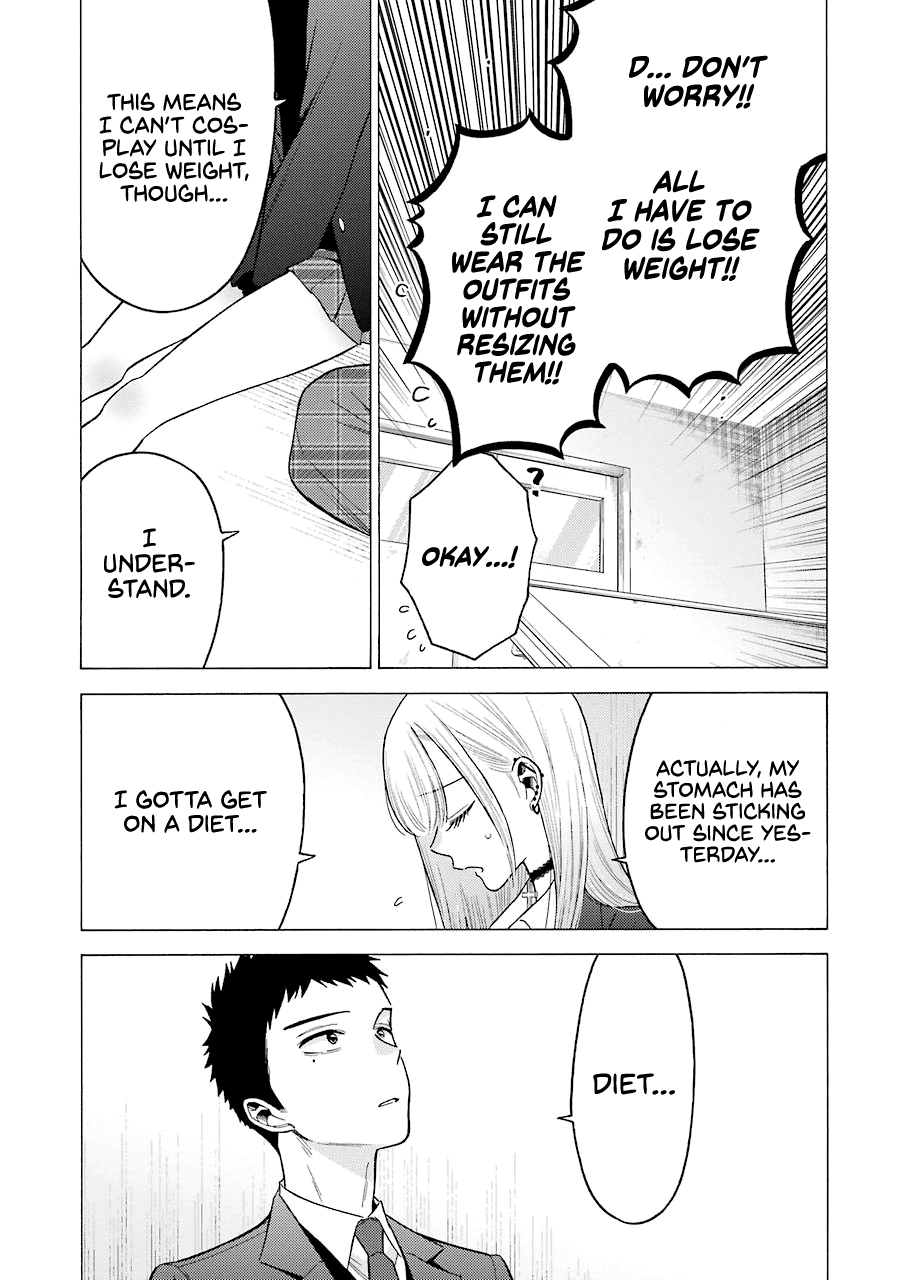 D... DON'T
WORRY!!
ALL
I HAVE TO
DO IS LOSE
WEIGHT!!
I CAN
STILL
WEAR THE
OUTFITS
WITHOUT
RESIZING
THEM!!
?
OKAY...!
THIS MEANS
I CAN'T COS-
PLAY UNTIL I
LOSE WEIGHT,
THOUGH...
I
UNDER-
STAND.
ACTUALLY, MY
STOMACH HAS
BEEN STICKING
OUT SINCE YES-
TERDAY...
I GOTTA GET
ON A DIET...
DIET...